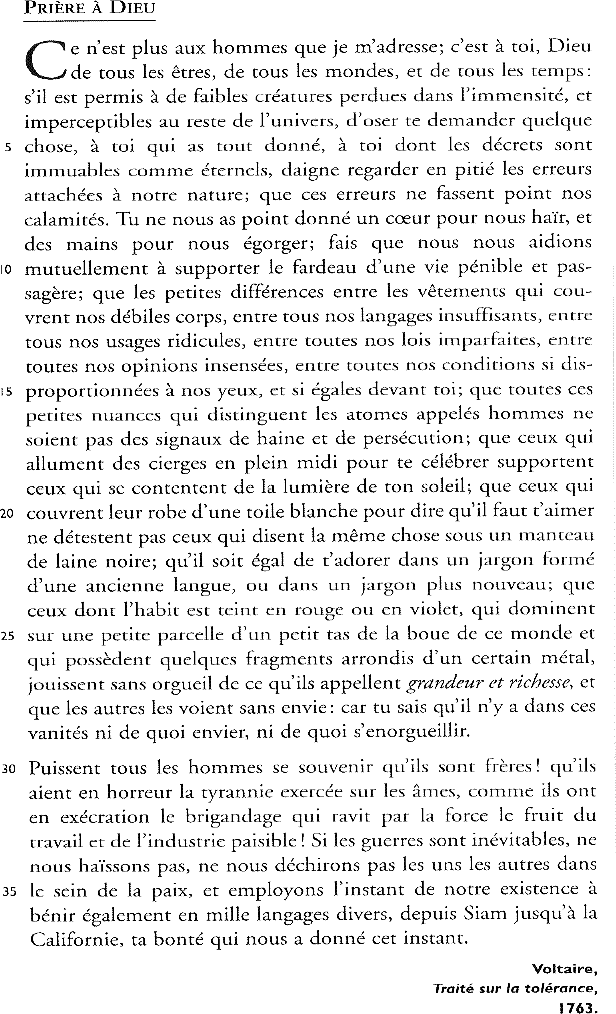 PRIÈRE À DIEU
Ce n'est plus aux hommes que je m'adresse; c'est à toi, Dieu
de tous les êtres, de tous les mondes, et de tous les temps:
s'il est permis à de faibles créatures perdues dans l'immensité, et
imperceptibles au reste de l'univers, d'oser te demander quelque
5 chose, à toi qui as tout donné, à toi dont les décrets sont
immuables comme éternels, daigne regarder en pitié les erreurs
attachées à notre nature; que ces erreurs ne fassent point nos
calamités. Tu ne nous as point donné un cœur pour nous haïr, et
des mains pour nous égorger; fais que nous nous aidions
10 mutuellement à supporter le fardeau d'une vie pénible et pas-
sagère; que les petites différences entre les vêtements qui cou-
vrent nos débiles corps, entre tous nos langages insuffisants, entre
tous nos usages ridicules, entre toutes nos lois imparfaites, entre
toutes nos opinions insensées, entre toutes nos conditions si dis-
15 proportionnées à nos yeux, et si égales devant toi; que toutes ces
petites nuances qui distinguent les atomes appelés hommes ne
soient pas des signaux de haine et de persécution; que ceux qui
allument des cierges en plein midi pour te célébrer supportent
ceux qui se contentent de la lumière de ton soleil; que ceux qui
20 couvrent leur robe d'une toile blanche pour dire qu'il faut t'aimer
ne détestent pas ceux qui disent la même chose sous un manteau
de laine noire; qu'il soit égal de t'adorer dans un jargon formé
d'une ancienne langue, ou dans un jargon plus nouveau; que
ceux dont l'habit est teint en rouge ou en violet, qui dominent
25 sur une petite parcelle d'un petit tas de la boue de ce monde et
qui possèdent quelques fragments arrondis d'un certain métal,
jouissent sans orgueil de ce qu'ils appellent grandeur et richesse, et
que les autres les voient sans envie: car tu sais qu'il n'y a dans ces
vanités ni de quoi envier, ni de quoi s'enorgueillir.
30 Puissent tous les hommes se souvenir qu'ils sont frères! qu'ils
aient en horreur la tyrannie exercée sur les âmes, comme ils ont
en exécration le brigandage qui ravit par la force le fruit du
travail et de l'industrie paisible! Si les guerres sont inévitables, ne
nous haïssons pas, ne nous déchirons pas les uns les autres dans
35 le sein de la paix, et employons l'instant de notre existence à
bénir également en mille langages divers, depuis Siam jusqu'à la
Californie, ta bonté qui nous a donné cet instant.
Voltaire,
Traité sur la tolérance,
1763.